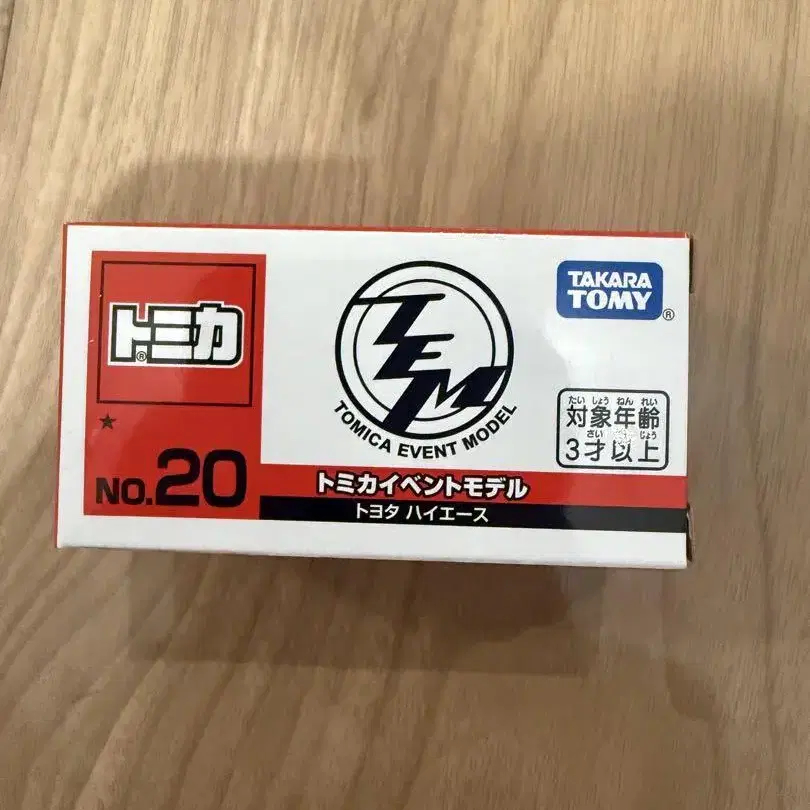 トミカ®
NO.20
TEM
TOMICA EVENT MODEL
トミカイベントモデル
トヨタ ハイエース
TAKARA
TOMY®
たい しょう ねん れい
対象年齢
さい じょう
3才以上